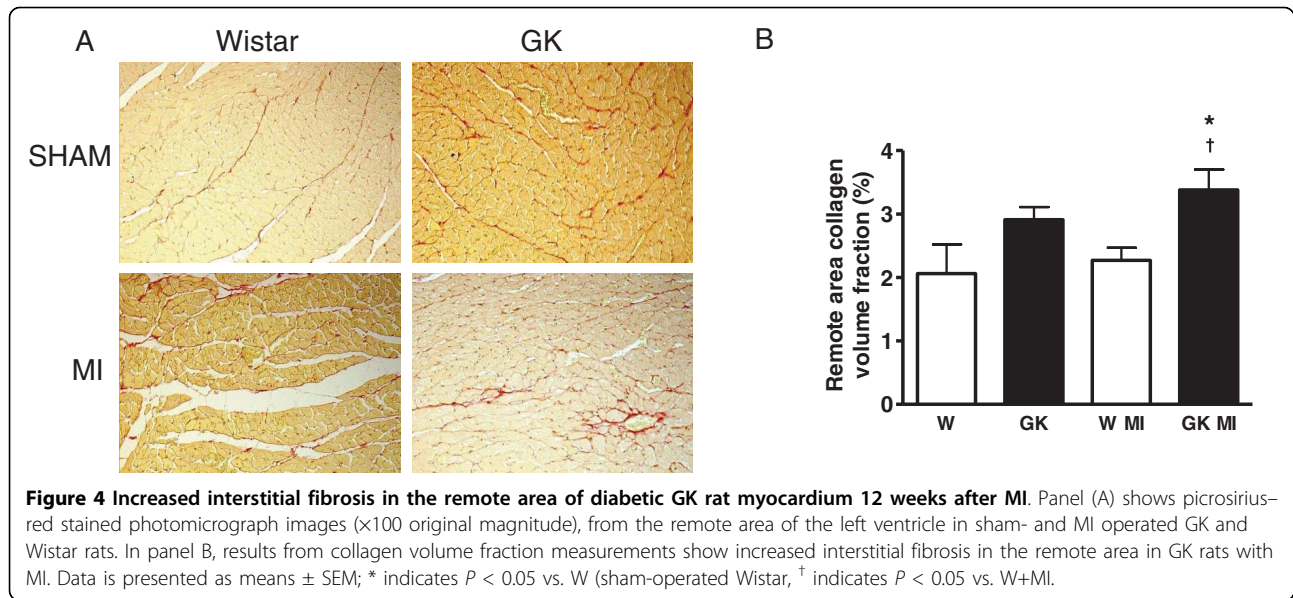 A
Wistar
GK
B
SHAM
MI
*
†
Remote area collagen
volume fraction (%)
4
3
2
1
0
W
GK
W MI
GK MI
Figure 4 Increased interstitial fibrosis in the remote area of diabetic GK rat myocardium 12 weeks after MI. Panel (A) shows picrosirius–
red stained photomicrograph images (×100 original magnitude), from the remote area of the left ventricle in sham- and MI operated GK and
Wistar rats. In panel B, results from collagen volume fraction measurements show increased interstitial fibrosis in the remote area in GK rats with
MI. Data is presented as means ± SEM; * indicates P < 0.05 vs. W (sham-operated Wistar, † indicates P < 0.05 vs. W+MI.